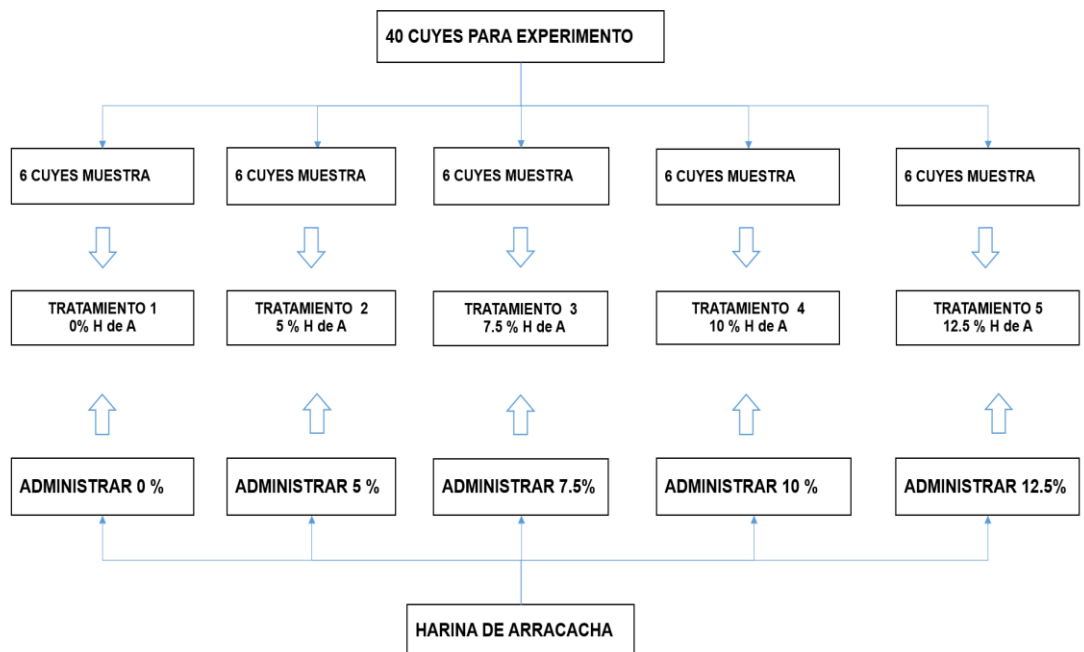 40 CUYES PARA EXPERIMENTO
6 CUYES MUESTRA
6 CUYES MUESTRA
6 CUYES MUESTRA
6 CUYES MUESTRA
6 CUYES MUESTRA
TRATAMIENTO 1
0% H de A
TRATAMIENTO 2
5 % H de A
TRATAMIENTO 3
7.5 % H de A
TRATAMIENTO 4
10 % H de A
TRATAMIENTO 5
12.5 % H de A
ADMINISTRAR 0 %
ADMINISTRAR 5 %
ADMINISTRAR 7.5%
ADMINISTRAR 10 %
ADMINISTRAR 12.5%
HARINA DE ARRACACHA